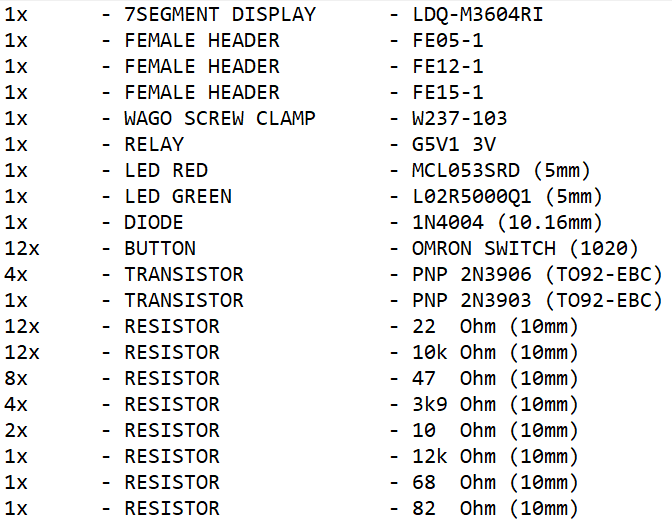 1x - 7SEGMENT DISPLAY - LDQ-M3604RI
1x - FEMALE HEADER - FE05-1
1x - FEMALE HEADER - FE12-1
1x - FEMALE HEADER - FE15-1
1x - WAGO SCREW CLAMP - W237-103
1x - RELAY - G5V1 3V
1x - LED RED - MCL053SRD (5mm)
1x - LED GREEN - L02R5000Q1 (5mm)
1x - DIODE - 1N4004 (10.16mm)
12x - BUTTON - OMRON SWITCH (1020)
4x - TRANSISTOR - PNP 2N3906 (TO92-EBC)
1x - TRANSISTOR - PNP 2N3903 (TO92-EBC)
12x - RESISTOR - 22 Ohm (10mm)
12x - RESISTOR - 10k Ohm (10mm)
8x - RESISTOR - 47 Ohm (10mm)
4x - RESISTOR - 3k9 Ohm (10mm)
2x - RESISTOR - 10 Ohm (10mm)
1x - RESISTOR - 12k Ohm (10mm)
1x - RESISTOR - 68 Ohm (10mm)
1x - RESISTOR - 82 Ohm (10mm)